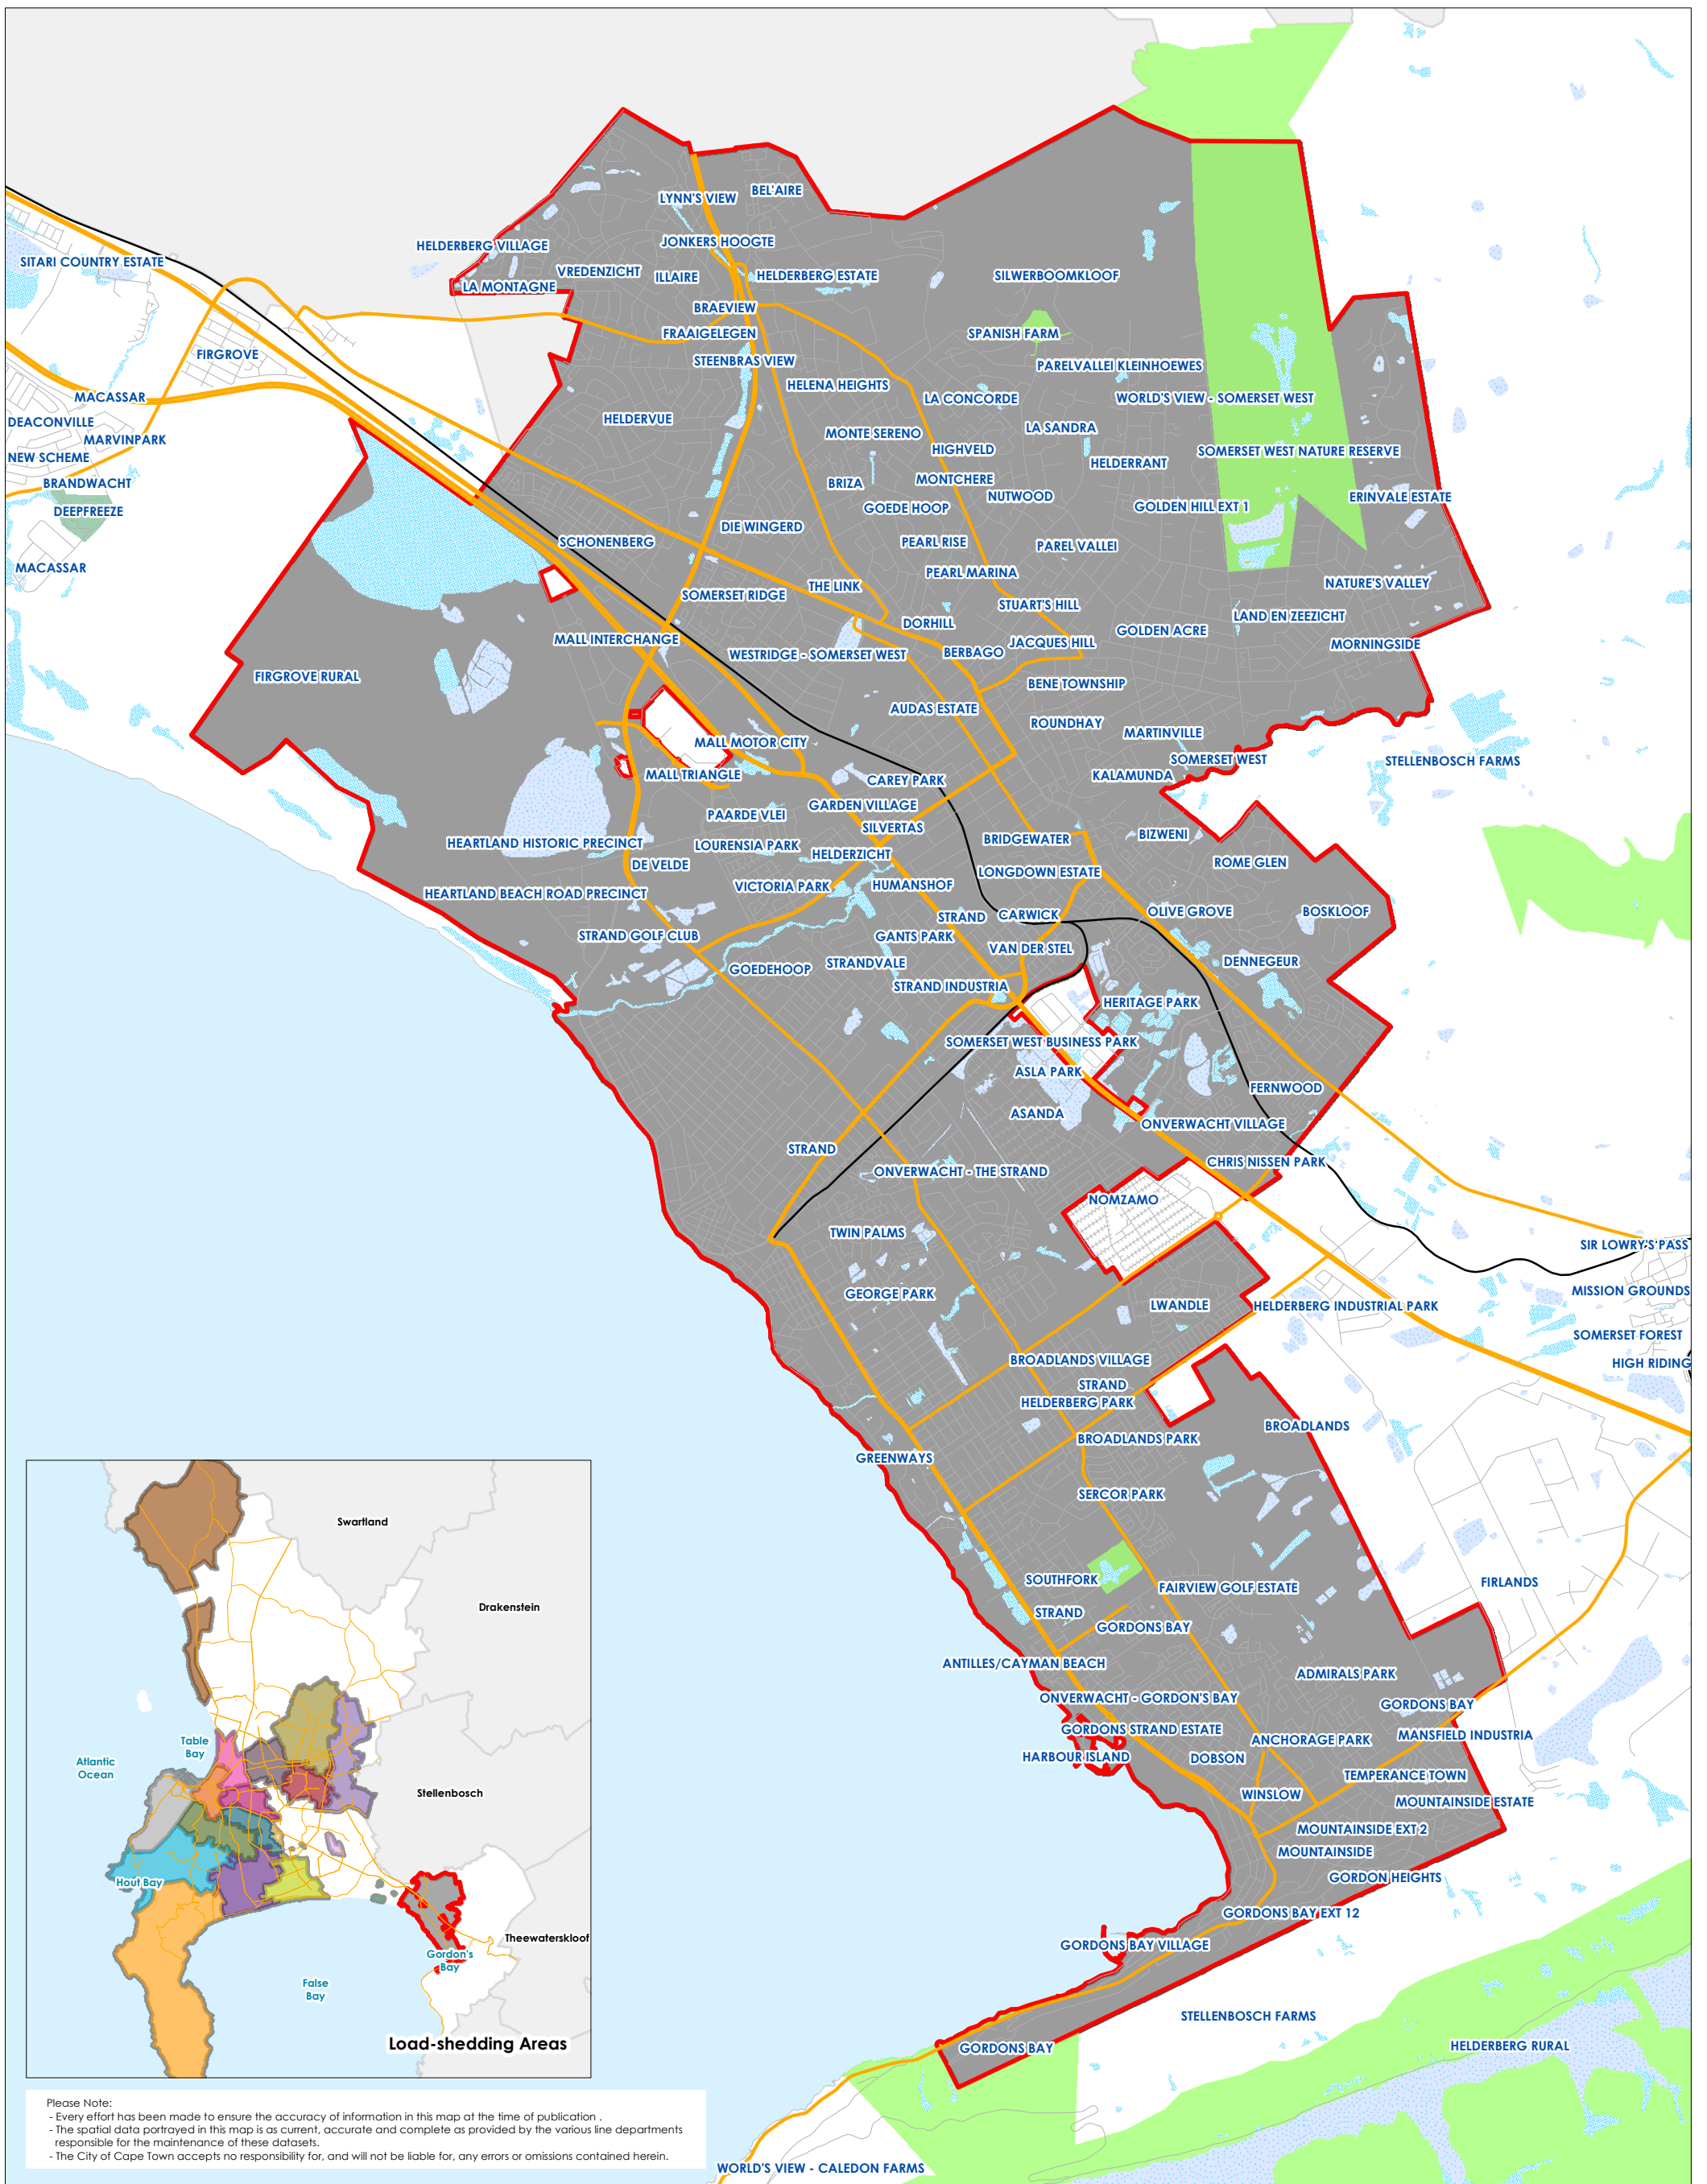 LYNN'S VIEW
BEL'AIRE
HELDERBERG VILLAGE
JONKERS HOOGTE
SITARI COUNTRY ESTATE
VREDENZICHT
ILLAIRE
HELDERBERG ESTATE
SILWERBOOMKLOOF
LA MONTAGNE
BRAEVIEW
FRAAIGELEGEN
SPANISH FARM
FIRGROVE
STEENBRAS VIEW
PARELVALLEI KLEINHOEWES
HELENA HEIGHTS
MACASSAR
LA CONCORDE
WORLD'S VIEW - SOMERSET WEST
DEACONVILLE
HELDERVUE
LA SANDRA
MARVINPARK
MONTE SERENO
HIGHVELD
SOMERSET WEST NATURE RESERVE
NEW SCHEME
HELDERRANT
BRANDWACHT
BRIZA
MONTCHERE
NUTWOOD
ERINVALE ESTATE
DEEPFREEZE
GOEDE HOOP
GOLDEN HILL EXT 1
DIE WINGERD
SCHONENBERG
PEARL RISE
PAREL VALLEI
MACASSAR
PEARL MARINA
NATURE'S VALLEY
THE LINK
SOMERSET RIDGE
STUART'S HILL
LAND EN ZEEZICHT
DORHILL
GOLDEN ACRE
MALL INTERCHANGE
JACQUES HILL
MORNINGSIDE
WESTRIDGE - SOMERSET WEST
BERBAGO
FIRGROVE RURAL
BENE TOWNSHIP
AUDAS ESTATE
ROUNDHAY
MARTINVILLE
MALL MOTOR CITY
SOMERSET WEST
STELLENBOSCH FARMS
MALL TRIANGLE
CAREY PARK
KALAMUNDA
GARDEN VILLAGE
PAARDE VLEI
SILVERTAS
BIZWENI
HEARTLAND HISTORIC PRECINCT
LOURENSIA PARK
BRIDGEWATER
HELDERZICHT
ROME GLEN
DE VELDE
LONGDOWN ESTATE
HEARTLAND BEACH ROAD PRECINCT
VICTORIA PARK
HUMANSHOF
STRAND
CARWICK
OLIVE GROVE
BOSKLOOF
STRAND GOLF CLUB
GANTS PARK
VAN DER STEL
GOEDEHOOP
STRANDVALE
DENNEGEUR
STRAND INDUSTRIA
HERITAGE PARK
SOMERSET WEST BUSINESS PARK
ASLA PARK
FERNWOOD
ASANDA
ONVERWACHT VILLAGE
STRAND
CHRIS NISSEN PARK
ONVERWACHT - THE STRAND
NOMZAMO
TWIN PALMS
SIR LOWRY'S PASS
GEORGE PARK
MISSION GROUNDS
LWANDLE
HELDERBERG INDUSTRIAL PARK
SOMERSET FOREST
BROADLANDS VILLAGE
HIGH RIDING
STRAND
HELDERBERG PARK
BROADLANDS
BROADLANDS PARK
GREENWAYS
SERCOR PARK
SOUTHFORK
FAIRVIEW GOLF ESTATE
FIRLANDS
STRAND
GORDONS BAY
ANTILLES/CAYMAN BEACH
ADMIRALS PARK
ONVERWACHT - GORDON'S BAY
GORDONS BAY
GORDONS STRAND ESTATE
MANSFIELD INDUSTRIA
ANCHORAGE PARK
HARBOUR ISLAND
DOBSON
TEMPERANCE TOWN
WINSLOW
MOUNTAINSIDE ESTATE
MOUNTAINSIDE EXT 2
MOUNTAINSIDE
GORDON HEIGHTS
GORDONS BAY EXT 12
GORDONS BAY VILLAGE
STELLENBOSCH FARMS
GORDONS BAY
HELDERBERG RURAL
WORLD'S VIEW - CALEDON FARMS
Swartland
Drakenstein
Table
Bay
Atlantic
Ocean
Stellenbosch
Hout Bay
Theewaterskloof
Gordon's
Bay
False
Bay
Load-shedding Areas
Please Note:
- Every effort has been made to ensure the accuracy of information in this map at the time of publication .
- The spatial data portrayed in this map is as current, accurate and complete as provided by the various line departments
responsible for the maintenance of these datasets.
- The City of Cape Town accepts no responsibility for, and will not be liable for, any errors or omissions contained herein.